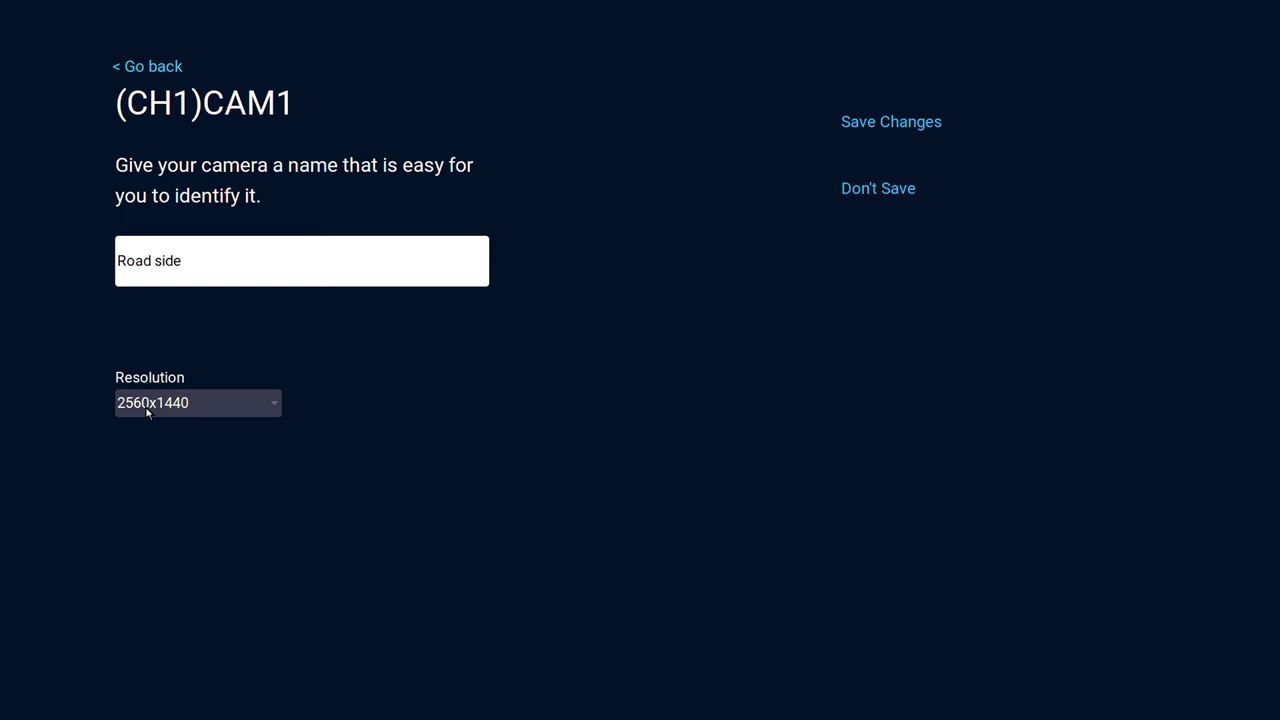 < Go back
(CH1)CAM1
Save Changes
Give your camera a name that is easy for
you to identify it.
Don't Save
Road side
Resolution
2560x1440